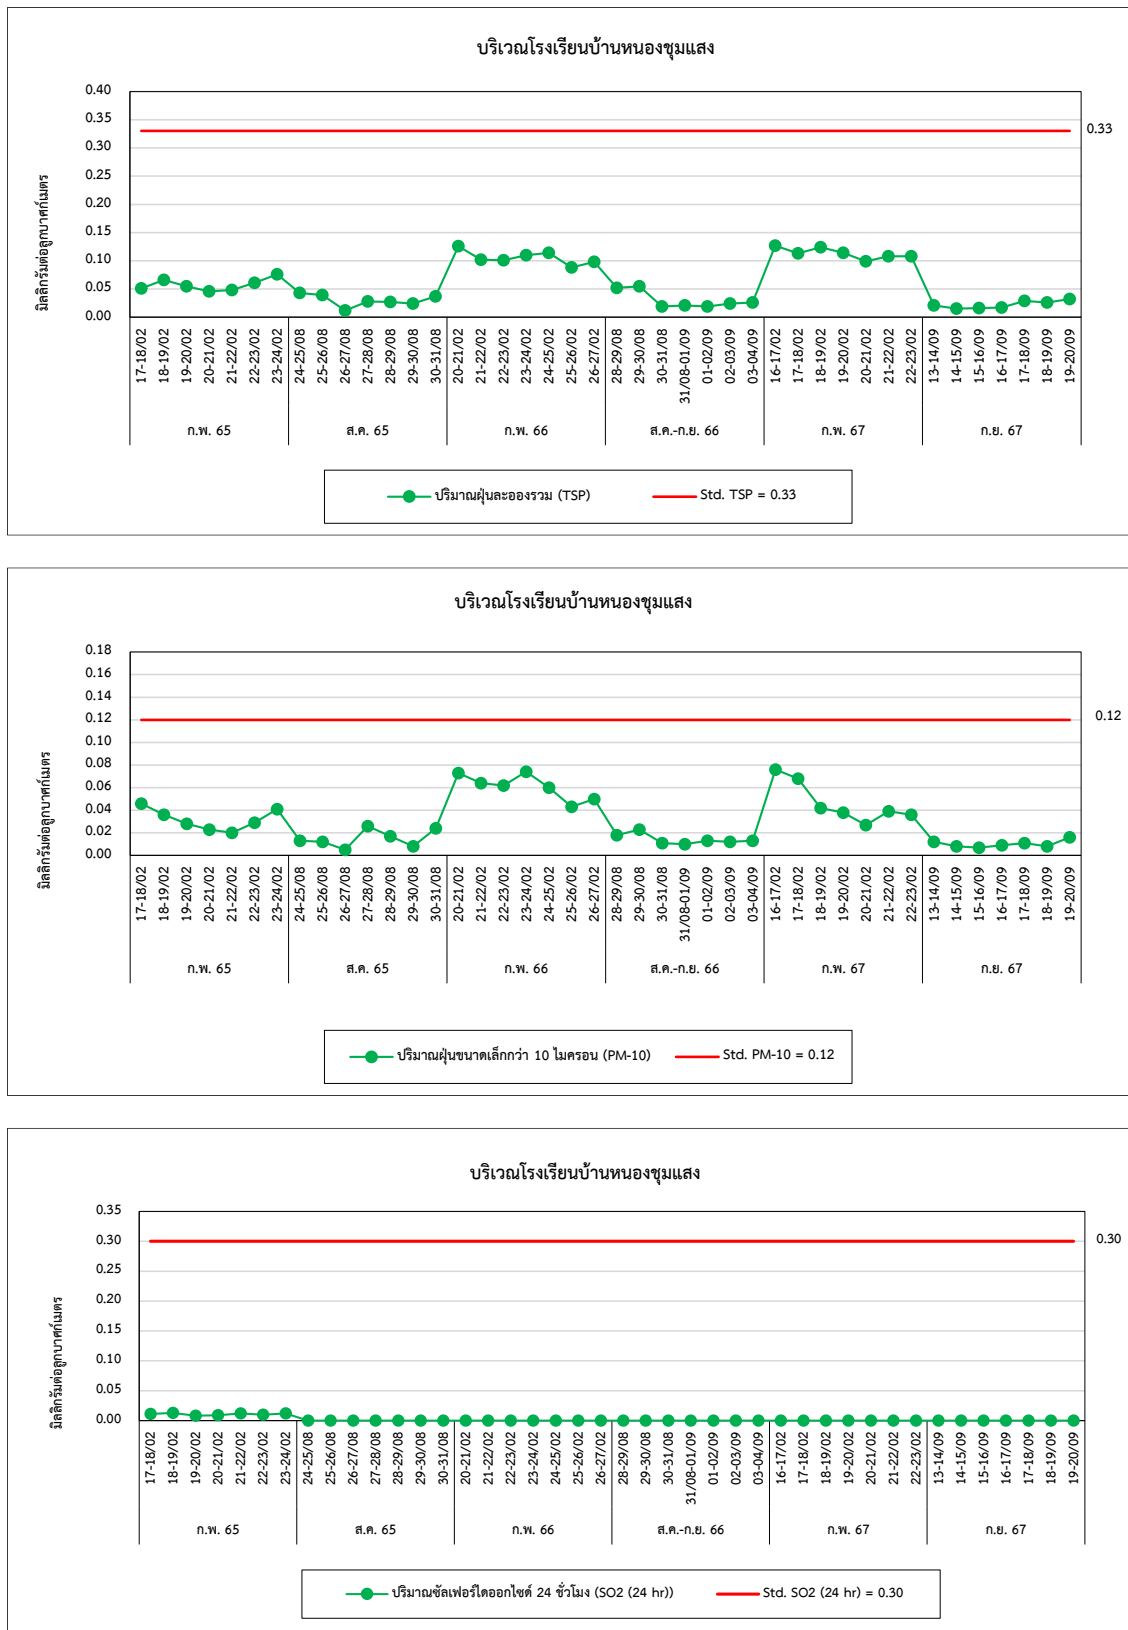 บริเวณโรงเรียนบ้านหนองชุมแสง
มิลลิกรัมต่อลูกบาศก์เมตร
0.40
0.35
0.30
0.25
0.20
0.15
0.10
0.05
0.00
0.33
17-18/02 18-19/02 19-20/02 20-21/02 21-22/02 22-23/02 23-24/02 24-25/08 25-26/08 26-27/08 27-28/08 28-29/08 29-30/08 30-31/08 20-21/02 21-22/02 22-23/02 23-24/02 24-25/02 25-26/02 26-27/02 28-29/08 29-30/08 30-31/08 31/08-01/09 01-02/09 02-03/09 03-04/09 16-17/02 17-18/02 18-19/02 19-20/02 20-21/02 21-22/02 22-23/02 13-14/09 14-15/09 15-16/09 16-17/09 17-18/09 18-19/09 19-20/09
ก.พ. 65 ส.ค. 65 ก.พ. 66 ส.ค.-ก.ย. 66 ก.พ. 67 ก.ย. 67
ปริมาณฝุ่นละอองรวม (TSP) Std. TSP = 0.33
บริเวณโรงเรียนบ้านหนองชุมแสง
มิลลิกรัมต่อลูกบาศก์เมตร
0.18
0.16
0.14
0.12
0.10
0.08
0.06
0.04
0.02
0.00
0.12
17-18/02 18-19/02 19-20/02 20-21/02 21-22/02 22-23/02 23-24/02 24-25/08 25-26/08 26-27/08 27-28/08 28-29/08 29-30/08 30-31/08 20-21/02 21-22/02 22-23/02 23-24/02 24-25/02 25-26/02 26-27/02 28-29/08 29-30/08 30-31/08 31/08-01/09 01-02/09 02-03/09 03-04/09 16-17/02 17-18/02 18-19/02 19-20/02 20-21/02 21-22/02 22-23/02 13-14/09 14-15/09 15-16/09 16-17/09 17-18/09 18-19/09 19-20/09
ก.พ. 65 ส.ค. 65 ก.พ. 66 ส.ค.-ก.ย. 66 ก.พ. 67 ก.ย. 67
ปริมาณฝุ่นขนาดเล็กกว่า 10 ไมครอน (PM-10) Std. PM-10 = 0.12
บริเวณโรงเรียนบ้านหนองชุมแสง
มิลลิกรัมต่อลูกบาศก์เมตร
0.35
0.30
0.25
0.20
0.15
0.10
0.05
0.00
0.30
17-18/02 18-19/02 19-20/02 20-21/02 21-22/02 22-23/02 23-24/02 24-25/08 25-26/08 26-27/08 27-28/08 28-29/08 29-30/08 30-31/08 20-21/02 21-22/02 22-23/02 23-24/02 24-25/02 25-26/02 26-27/02 28-29/08 29-30/08 30-31/08 31/08-01/09 01-02/09 02-03/09 03-04/09 16-17/02 17-18/02 18-19/02 19-20/02 20-21/02 21-22/02 22-23/02 13-14/09 14-15/09 15-16/09 16-17/09 17-18/09 18-19/09 19-20/09
ก.พ. 65 ส.ค. 65 ก.พ. 66 ส.ค.-ก.ย. 66 ก.พ. 67 ก.ย. 67
ปริมาณซัลเฟอร์ไดออกไซด์ 24 ชั่วโมง (SO2 (24 hr)) Std. SO2 (24 hr) = 0.30